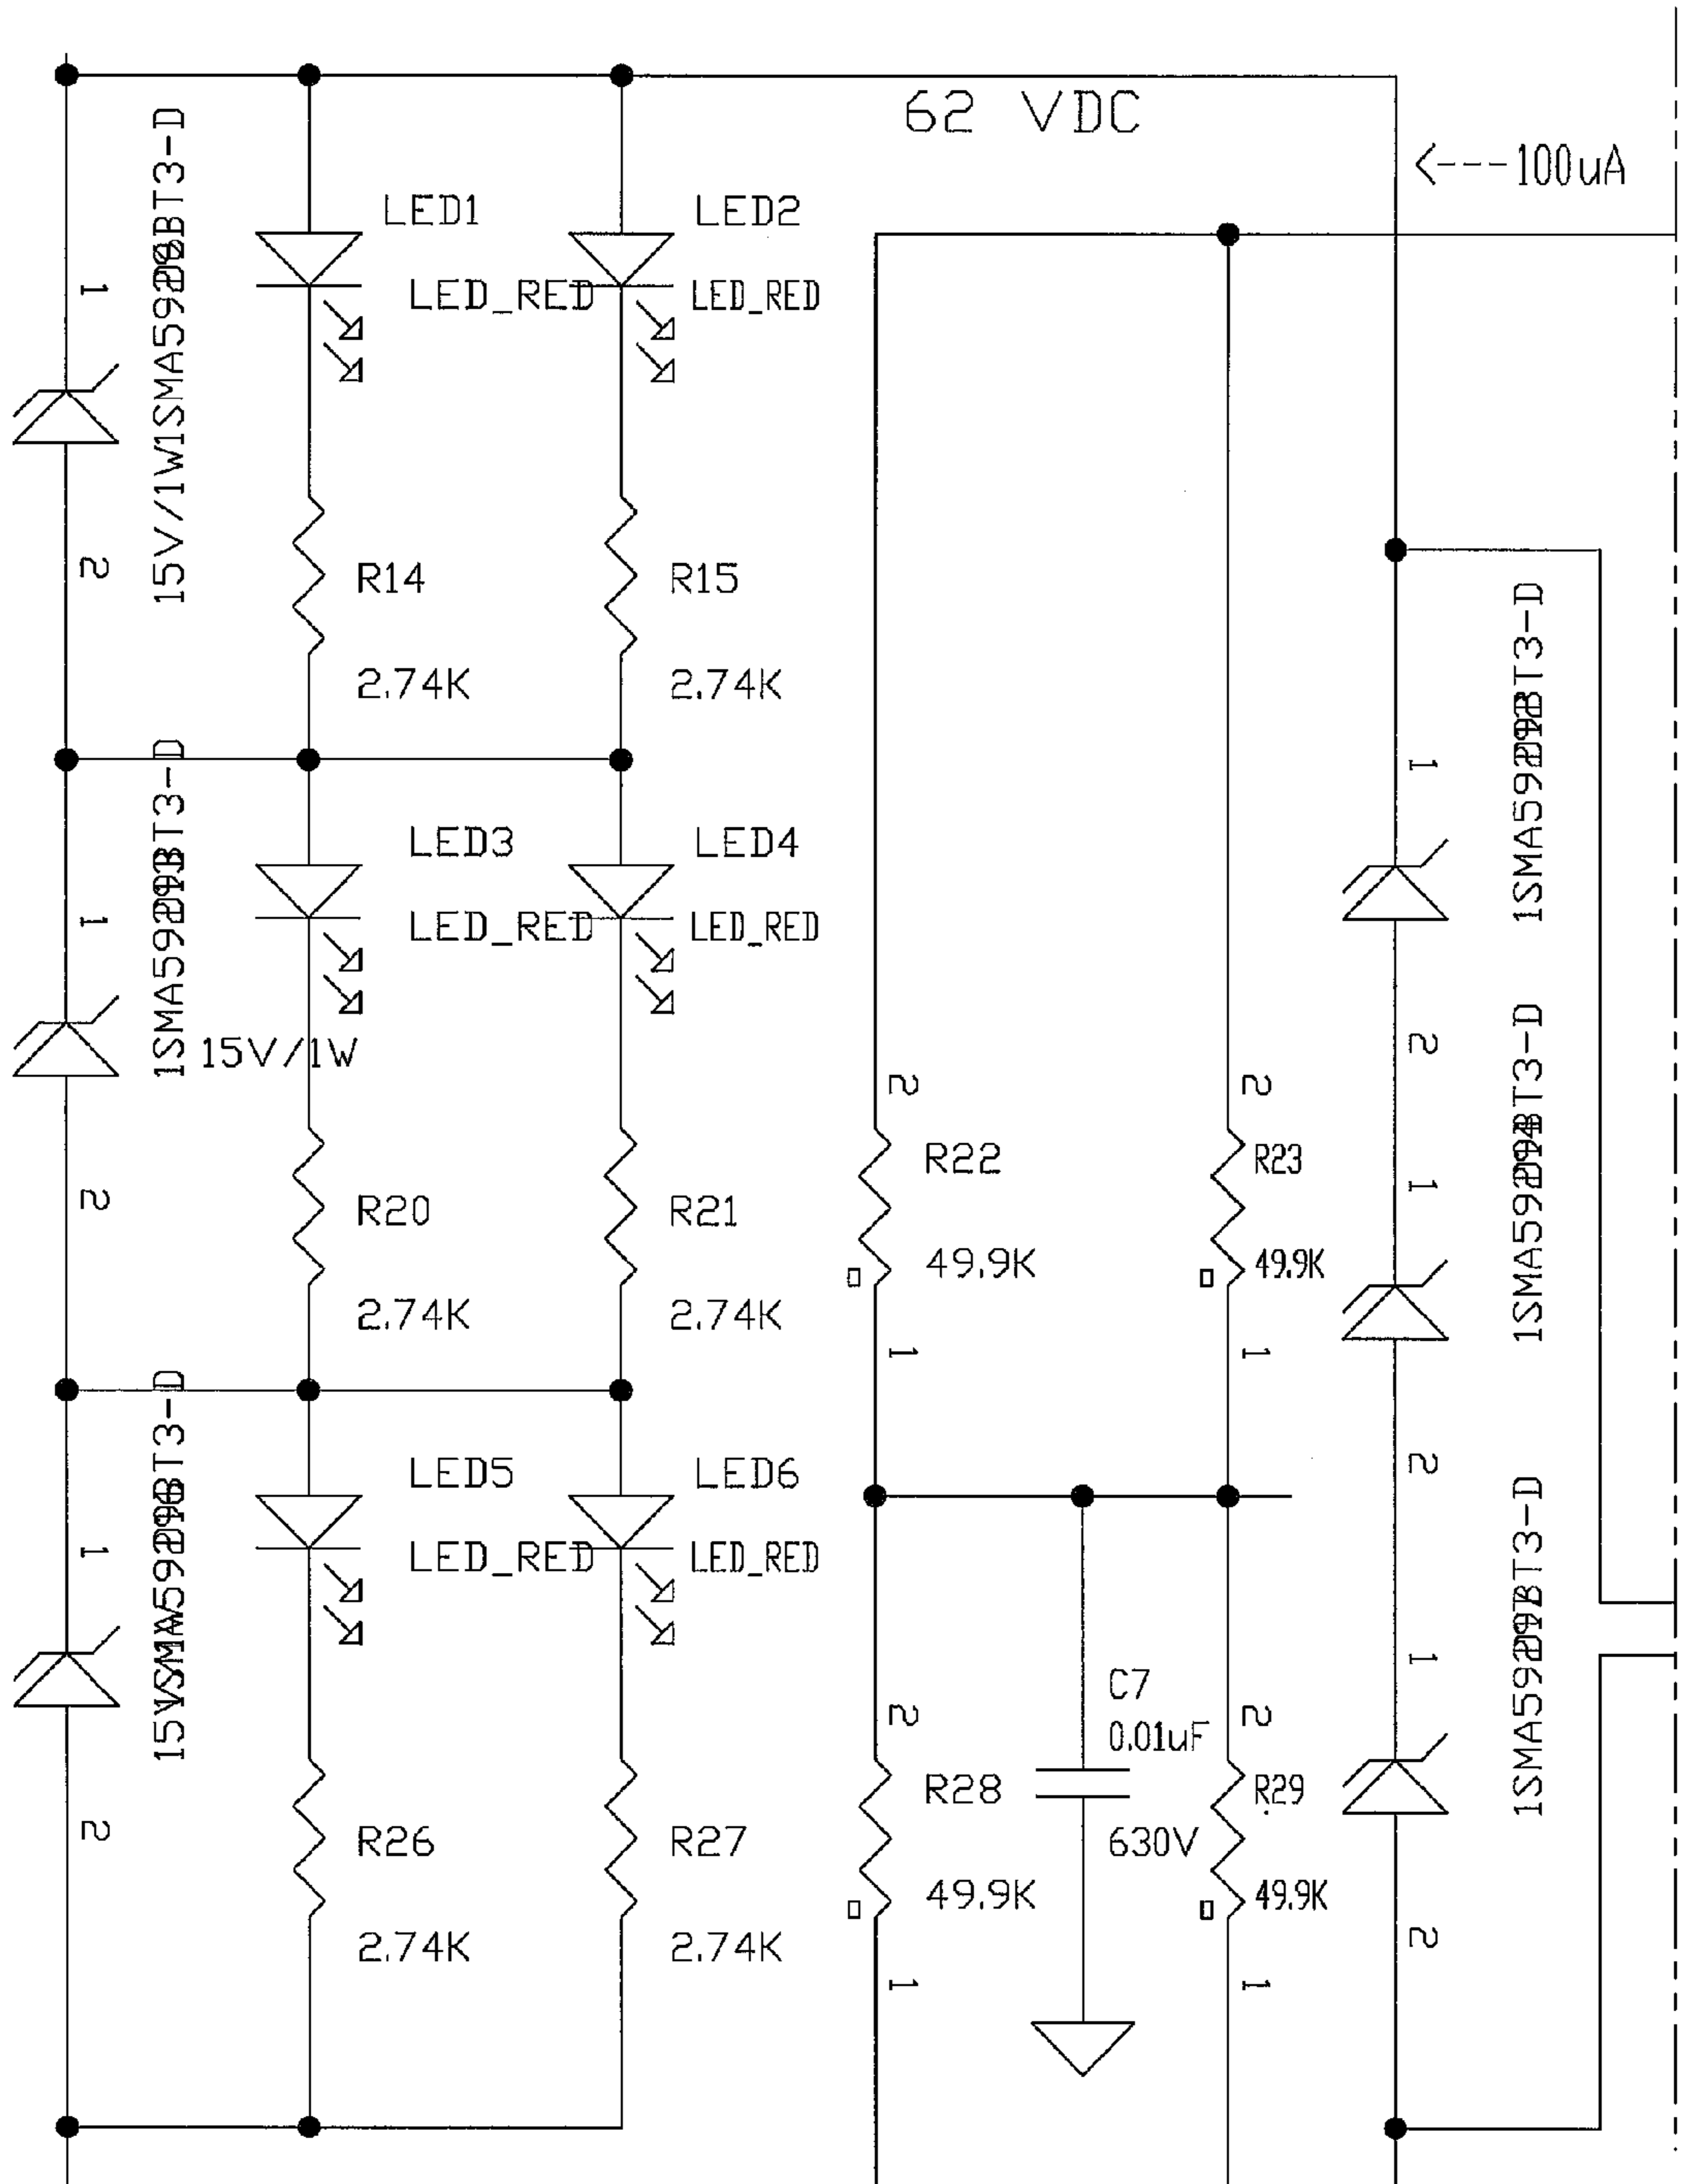 62 VDC
<---100uA
LED1
LED2
LED_RED
LED_RED
1
2
R14
R15
2.74K
2.74K
1
LED3
LED4
LED_RED
LED_RED
1
15V/1W
2
2
2
R22
R23
1
2
R20
R21
49.9K
49.9K
2.74K
2.74K
1
1
2
LED5
LED6
1
LED_RED
LED_RED
1
C7
2
0.01uF
2
R28
R29
2
R26
R27
630V
49.9K
49.9K
2.74K
2.74K
2
1
1